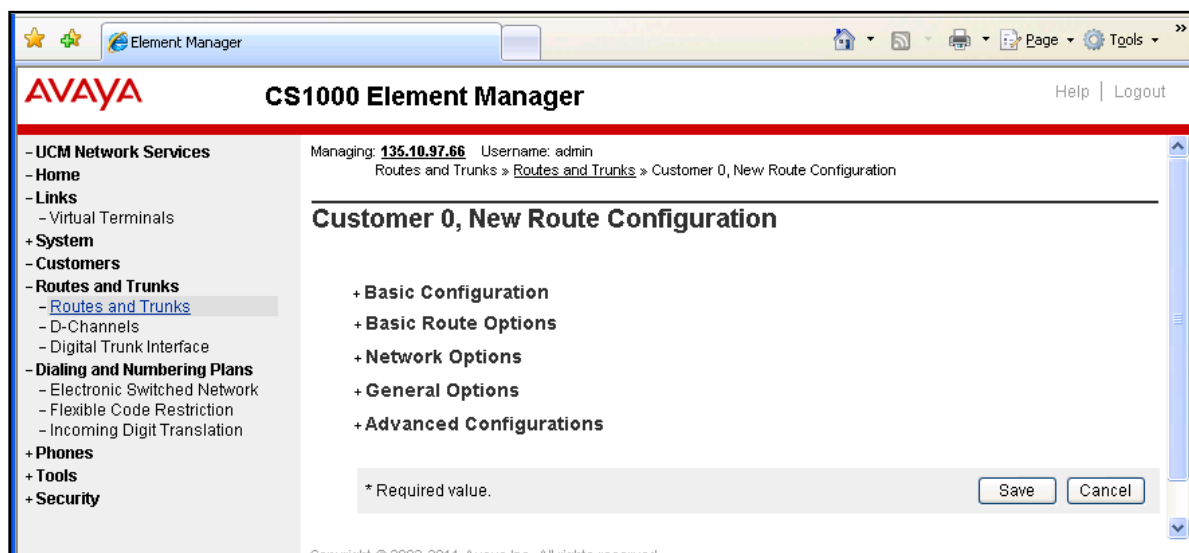 Element Manager
Page
Tools
»
AVAYA
CS1000 Element Manager
Help | Logout
- UCM Network Services
- Home
- Links
- Virtual Terminals
+ System
- Customers
- Routes and Trunks
- Routes and Trunks
- D-Channels
- Digital Trunk Interface
- Dialing and Numbering Plans
- Electronic Switched Network
- Flexible Code Restriction
- Incoming Digit Translation
+ Phones
+ Tools
+ Security
Managing: 135.10.97.66 Username: admin
Routes and Trunks » Routes and Trunks » Customer 0, New Route Configuration
Customer 0, New Route Configuration
+ Basic Configuration
+ Basic Route Options
+ Network Options
+ General Options
+ Advanced Configurations
* Required value.
Save
Cancel